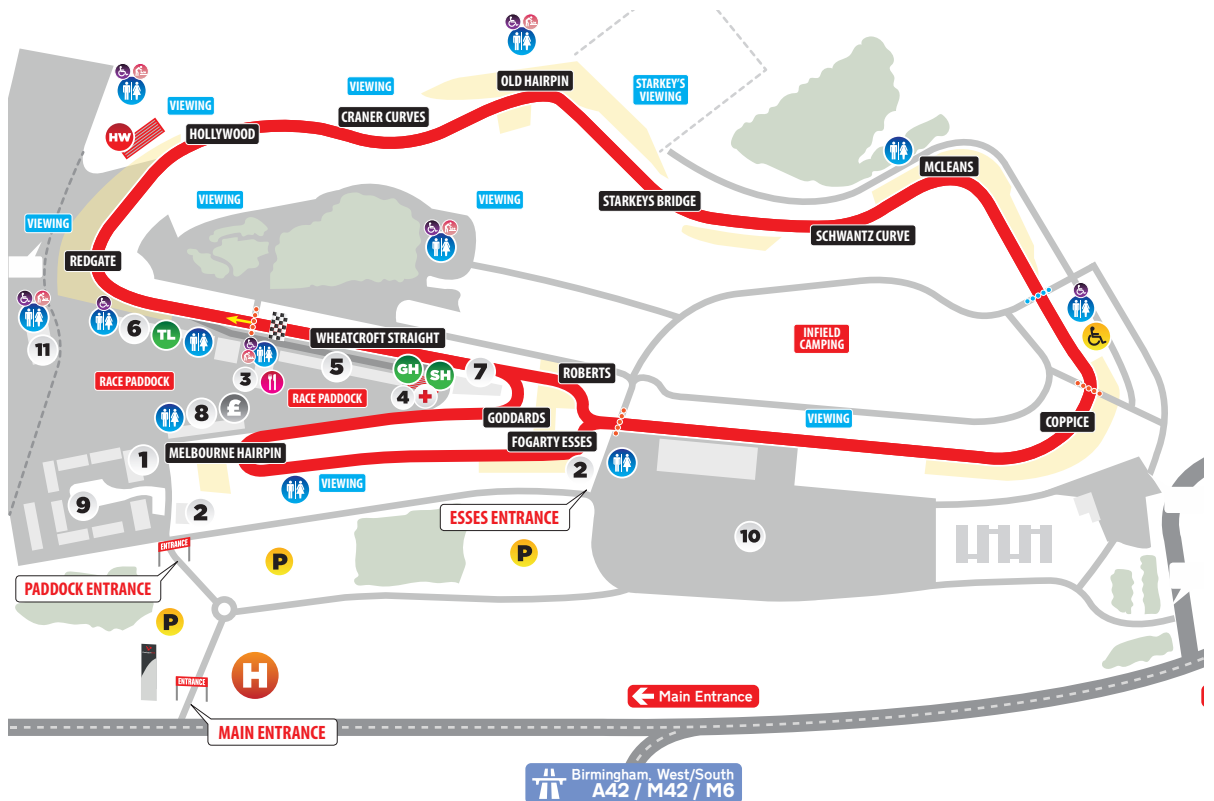 OLD HAIRPIN
VIEWING
STARKEY'S
VIEWING
VIEWING
CRANER CURVES
HW
HOLLYWOOD
MCLEANS
VIEWING
VIEWING
STARKEYS BRIDGE
VIEWING
SCHWANTZ CURVE
REDGATE
6
TL
WHEATCROFT STRAIGHT
INFIELD
CAMPING
11
5
GH
SH
7
ROBERTS
RACE PADDOCK
3
RACE PADDOCK
4
8
£
GODDARDS
VIEWING
COPPICE
FOGARTY ESSES
MELBOURNE HAIRPIN
1
2
VIEWING
9
2
ESSES ENTRANCE
10
ENTRANCE
P
P
PADDOCK ENTRANCE
P
H
ENTRANCE
Main Entrance
MAIN ENTRANCE
Birmingham, West/South
A42 / M42 / M6